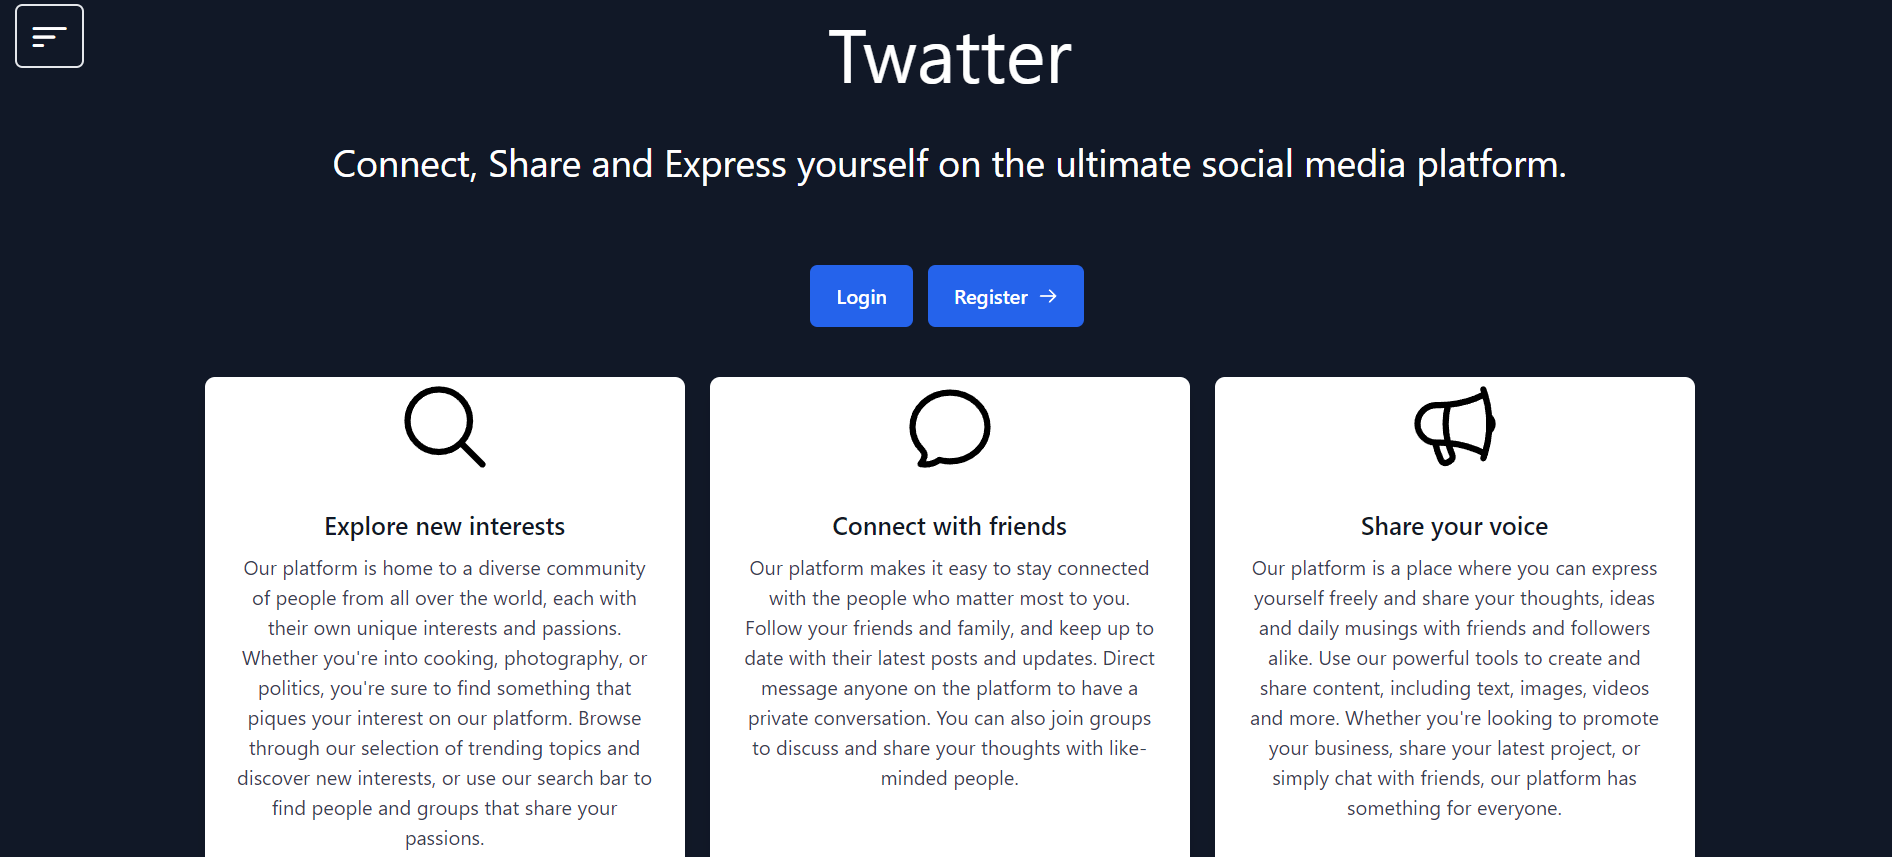 Twatter
Connect, Share and Express yourself on the ultimate social media platform.
Login
Register
Explore new interests
Our platform is home to a diverse community
of people from all over the world, each with
their own unique interests and passions.
Whether you're into cooking, photography, or
politics, you're sure to find something that
piques your interest on our platform. Browse
through our selection of trending topics and
discover new interests, or use our search bar to
find people and groups that share your
passions.
Connect with friends
Our platform makes it easy to stay connected
with the people who matter most to you.
Follow your friends and family, and keep up to
date with their latest posts and updates. Direct
message anyone on the platform to have a
private conversation. You can also join groups
to discuss and share your thoughts with like-
minded people.
Share your voice
Our platform is a place where you can express
yourself freely and share your thoughts, ideas
and daily musings with friends and followers
alike. Use our powerful tools to create and
share content, including text, images, videos
and more. Whether you're looking to promote
your business, share your latest project, or
simply chat with friends, our platform has
something for everyone.